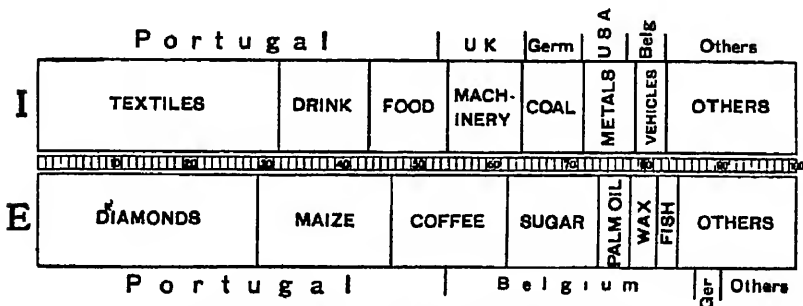 Portugal UK Germ USA Belg Others
I TEXTILES DRINK FOOD MACH-INERY COAL METALS VEHICLES OTHERS
10 20 30 40 50 60 70 80 90 100
E DIAMONDS MAIZE COFFEE SUGAR PALM OIL WAX FISH OTHERS
Portugal Belgium Ger Others